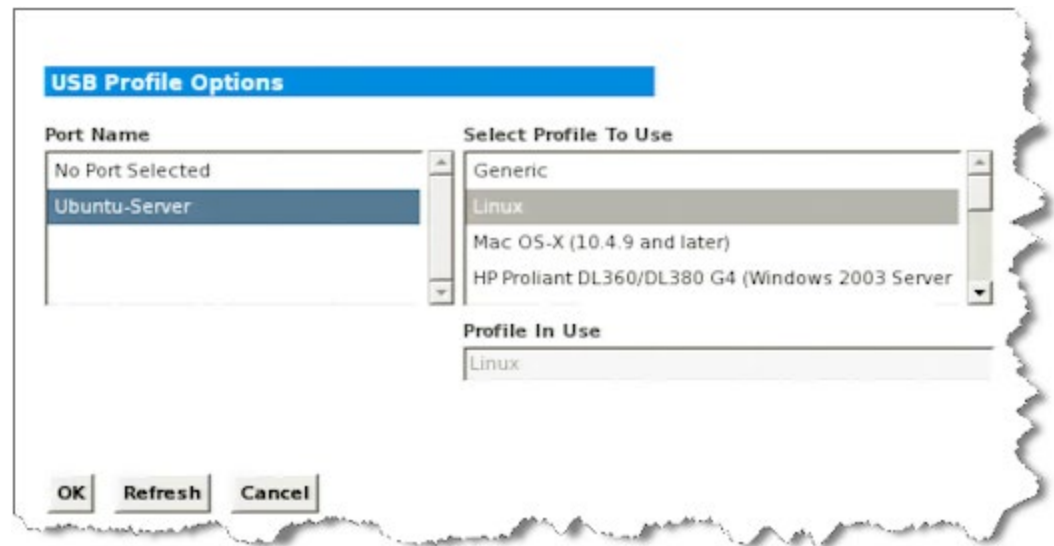 USB Profile Options
Port Name
No Port Selected
Ubuntu-Server
Select Profile To Use
Generic
Linux
Mac OS-X (10.4.9 and later)
HP Proliant DL360/DL380 G4 (Windows 2003 Server
Profile In Use
Linux
OK Refresh Cancel